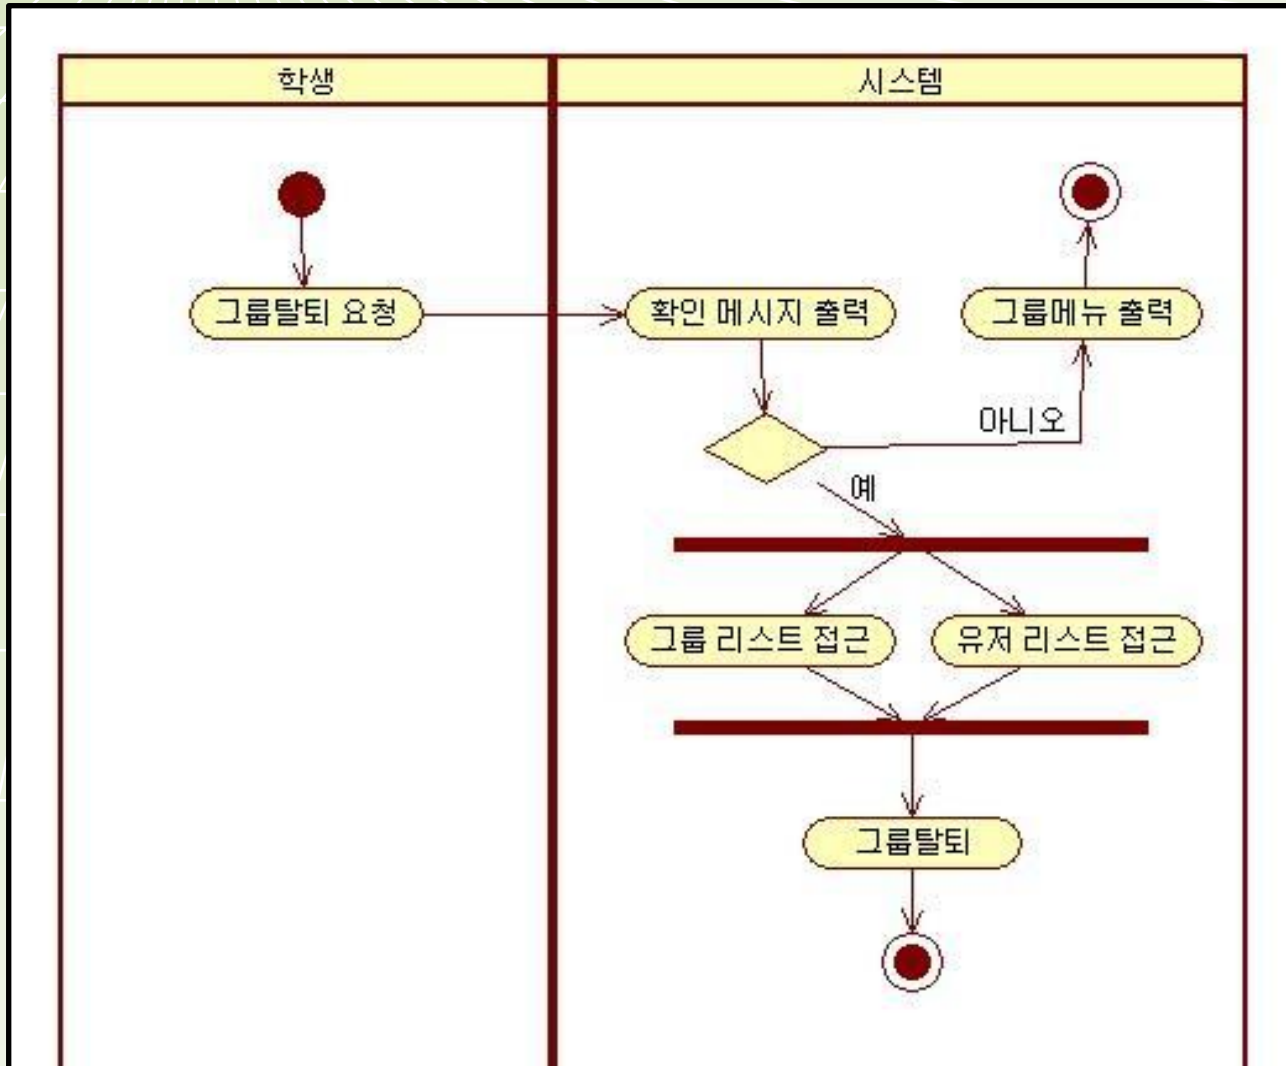 학생
시스템
그룹탈퇴 요청
확인 메시지 출력
그룹메뉴 출력
아니오
예
그룹 리스트 접근
유저 리스트 접근
그룹탈퇴